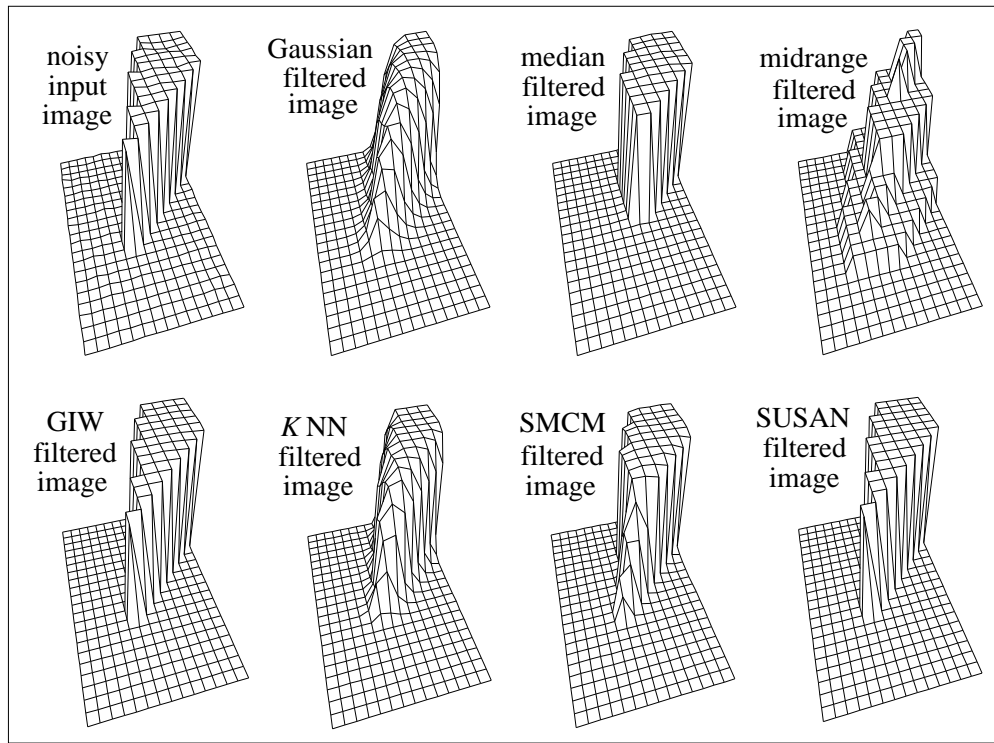 noisy
input
image
Gaussian
filtered
image
median
filtered
image
midrange
filtered
image
GIW
filtered
image
K NN
filtered
image
SMCM
filtered
image
SUSAN
filtered
image